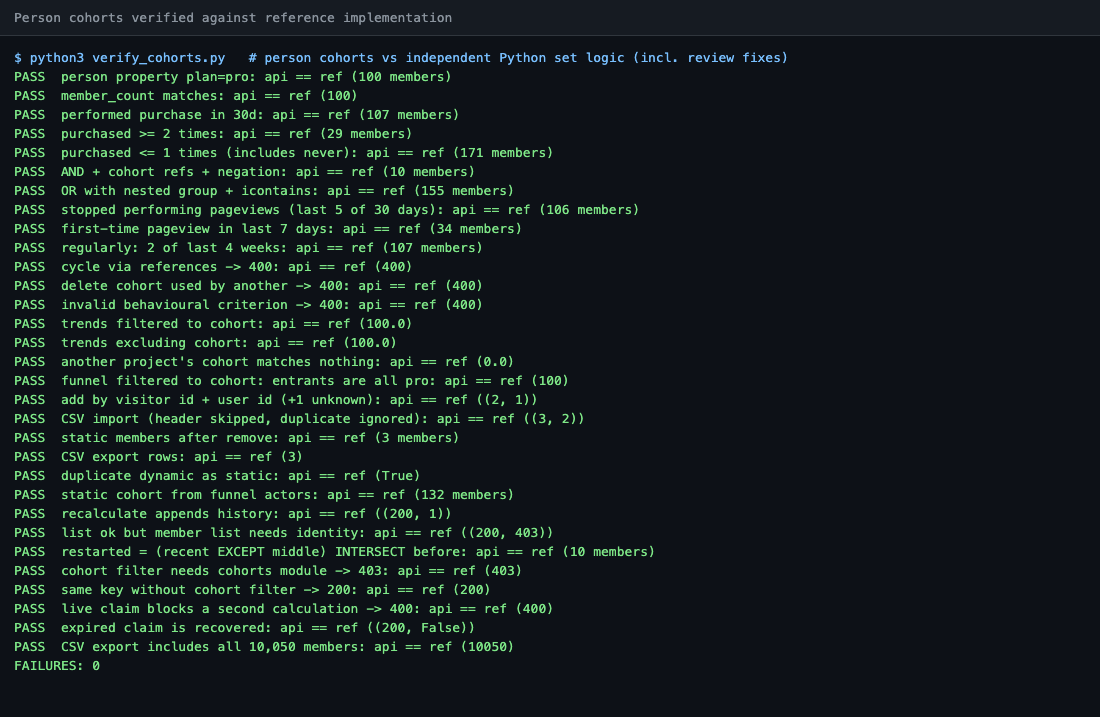 Person cohorts verified against reference implementation
$ python3 verify_cohorts.py   # person cohorts vs independent Python set logic (incl. review fixes)
PASS  person property plan=pro: api == ref (100 members)
PASS  member_count matches: api == ref (100)
PASS  performed purchase in 30d: api == ref (107 members)
PASS  purchased >= 2 times: api == ref (29 members)
PASS  purchased <= 1 times (includes never): api == ref (171 members)
PASS  AND + cohort refs + negation: api == ref (10 members)
PASS  OR with nested group + icontains: api == ref (155 members)
PASS  stopped performing pageviews (last 5 of 30 days): api == ref (106 members)
PASS  first-time pageview in last 7 days: api == ref (34 members)
PASS  regularly: 2 of last 4 weeks: api == ref (107 members)
PASS  cycle via references -> 400: api == ref (400)
PASS  delete cohort used by another -> 400: api == ref (400)
PASS  invalid behavioural criterion -> 400: api == ref (400)
PASS  trends filtered to cohort: api == ref (100.0)
PASS  trends excluding cohort: api == ref (100.0)
PASS  another project's cohort matches nothing: api == ref (0.0)
PASS  funnel filtered to cohort: entrants are all pro: api == ref (100)
PASS  add by visitor id + user id (+1 unknown): api == ref ((2, 1))
PASS  CSV import (header skipped, duplicate ignored): api == ref ((3, 2))
PASS  static members after remove: api == ref (3 members)
PASS  CSV export rows: api == ref (3)
PASS  duplicate dynamic as static: api == ref (True)
PASS  static cohort from funnel actors: api == ref (132 members)
PASS  recalculate appends history: api == ref ((200, 1))
PASS  list ok but member list needs identity: api == ref ((200, 403))
PASS  restarted = (recent EXCEPT middle) INTERSECT before: api == ref (10 members)
PASS  cohort filter needs cohorts module -> 403: api == ref (403)
PASS  same key without cohort filter -> 200: api == ref (200)
PASS  live claim blocks a second calculation -> 400: api == ref (400)
PASS  expired claim is recovered: api == ref ((200, False))
PASS  CSV export includes all 10,050 members: api == ref (10050)
FAILURES: 0